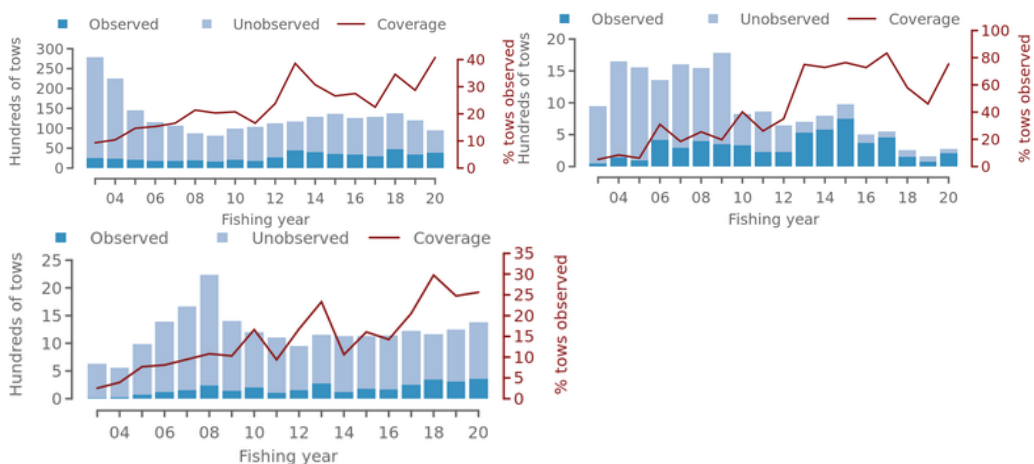 Observed Unobserved Coverage
Hundreds of tows
300
250
200
150
100
50
0
40
30
20
10
0
% tows observed
04 06 08 10 12 14 16 18 20
Fishing year
Observed Unobserved Coverage
Hundreds of tows
20
15
10
5
0
100
80
60
40
20
0
% tows observed
04 06 08 10 12 14 16 18 20
Fishing year
Observed Unobserved Coverage
Hundreds of tows
25
20
15
10
5
0
35
30
25
20
15
10
5
0
% tows observed
04 06 08 10 12 14 16 18 20
Fishing year